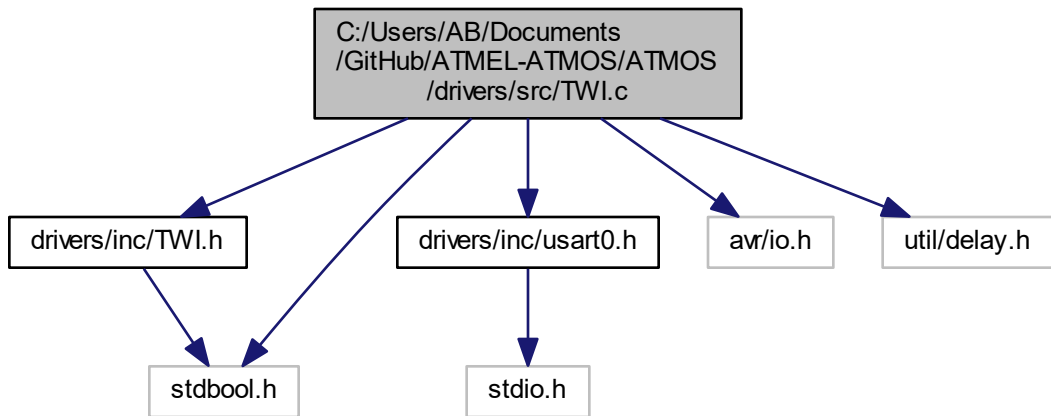 C:/Users/AB/Documents
/GitHub/ATMEL-ATMOS/ATMOS
/drivers/src/TWI.c
drivers/inc/TWI.h
drivers/inc/usart0.h
avr/io.h
util/delay.h
stdbool.h
stdio.h